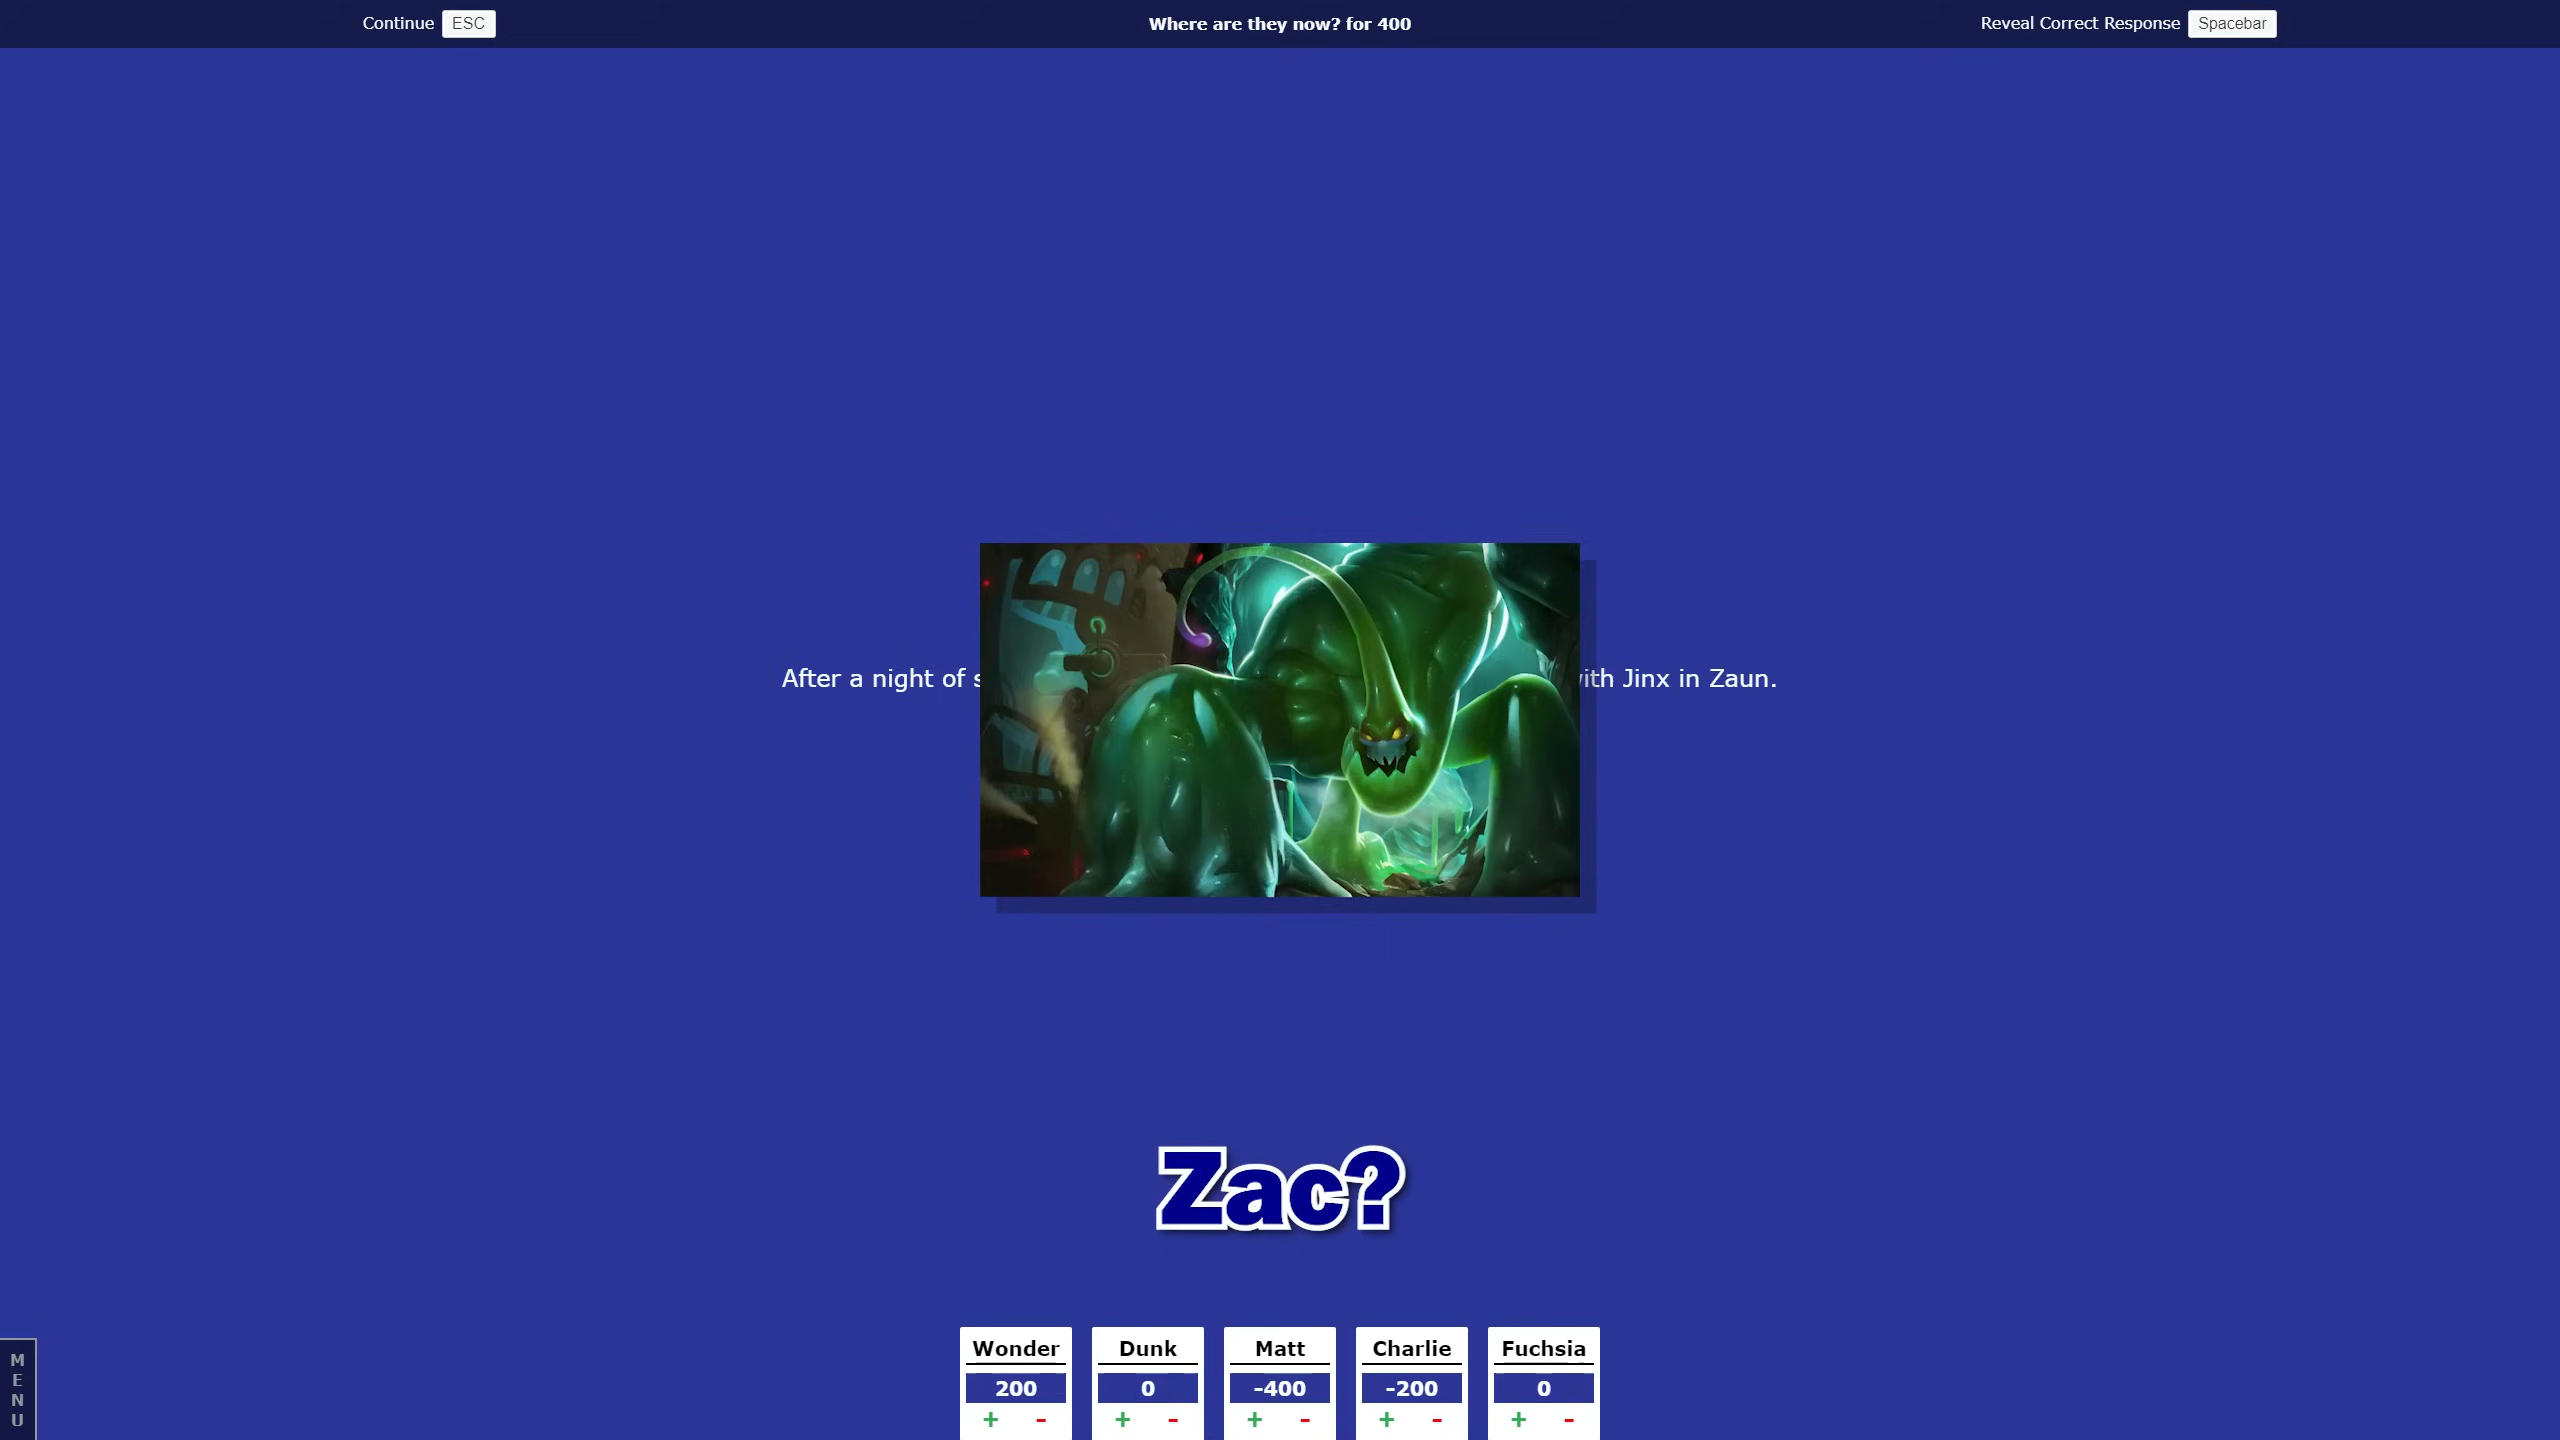 Continue ESC
Where are they now? for 400
Reveal Correct Response Spacebar
After a night of s
ith Jinx in Zaun.
Zac?
Wonder Dunk Matt Charlie Fuchsia
200 0 -400 -200 0
+ - + - + - + - + -
MENU